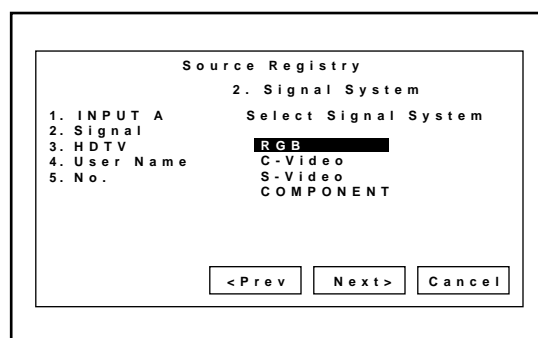 Source Registry
2. Signal System
1. INPUT A
2. Signal
3. HDTV
4. User Name
5. No.
Select Signal System
RGB
C-Video
S-Video
COMPONENT
<Prev
Next>
Cancel